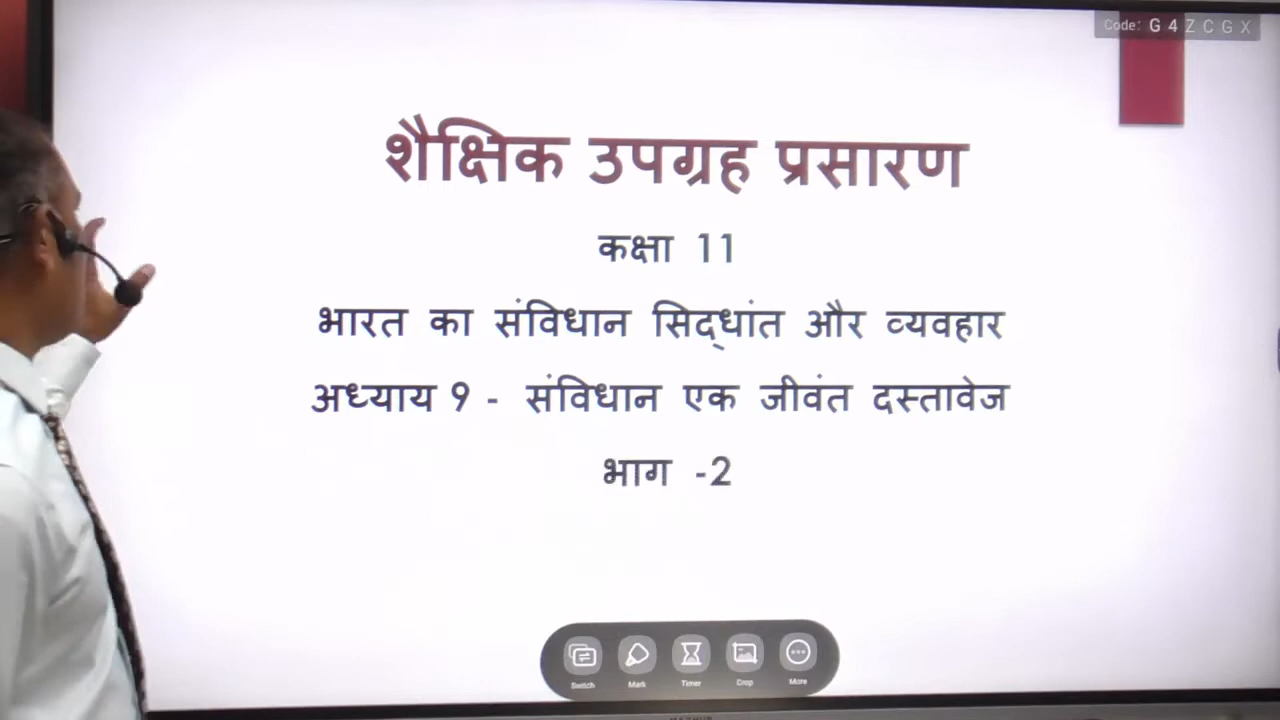 Code: G 4 Z C G X
शैक्षिक उपग्रह प्रसारण
कक्षा 11
भारत का संविधान सिद्धांत और व्यवहार
अध्याय 9 - संविधान एक जीवंत दस्तावेज
भाग -2
Switch Mark Timer Crop More